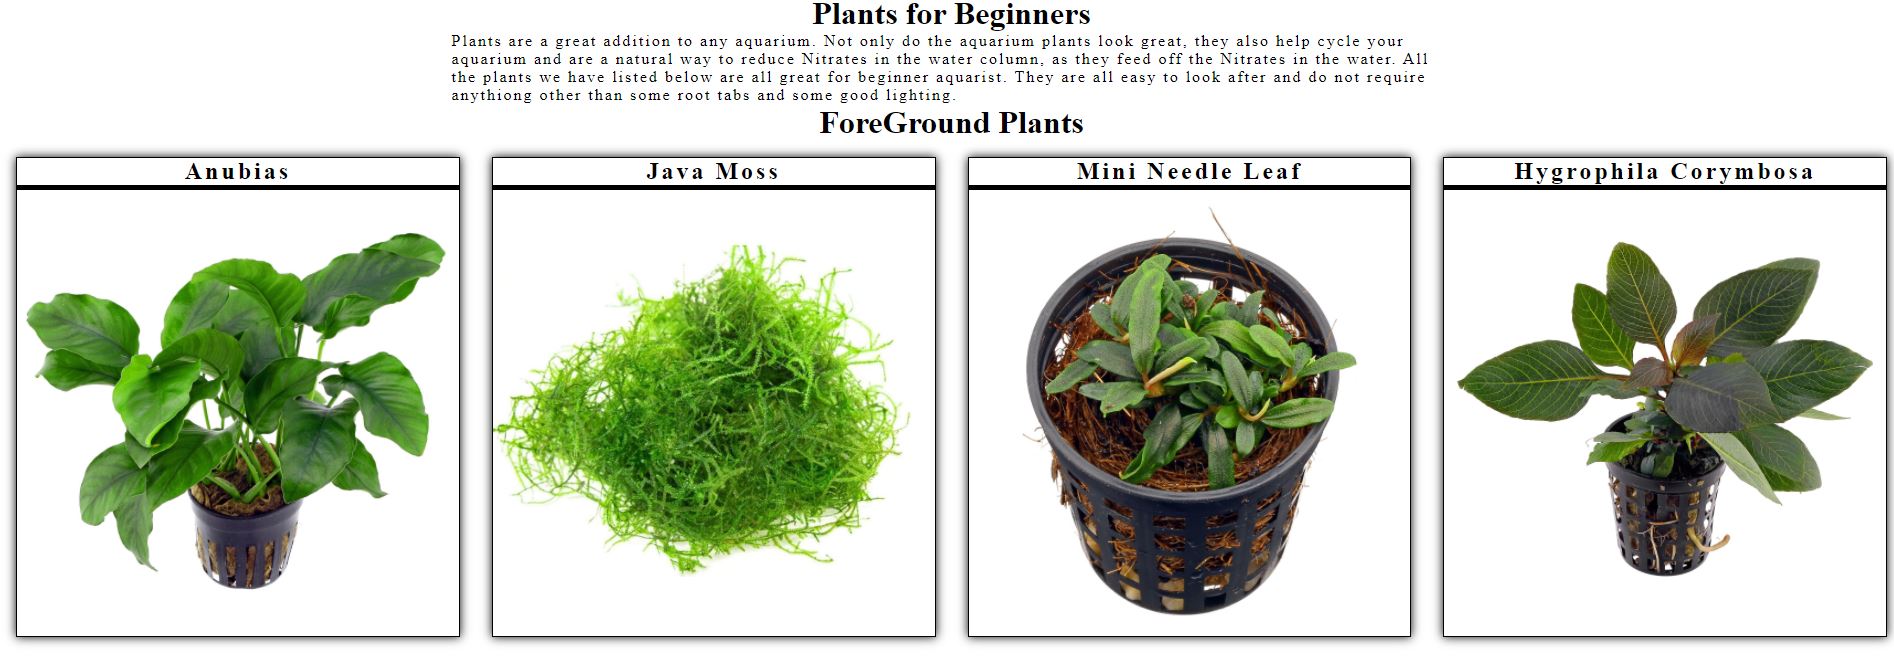 Plants for Beginners
Plants are a great addition to any aquarium. Not only do the aquarium plants look great, they also help cycle your
aquarium and are a natural way to reduce Nitrates in the water column, as they feed off the Nitrates in the water. All
the plants we have listed below are all great for beginner aquarist. They are all easy to look after and do not require
anythiong other than some root tabs and some good lighting.
ForeGround Plants
Anubias
Java Moss
Mini Needle Leaf
Hygrophila Corymbosa